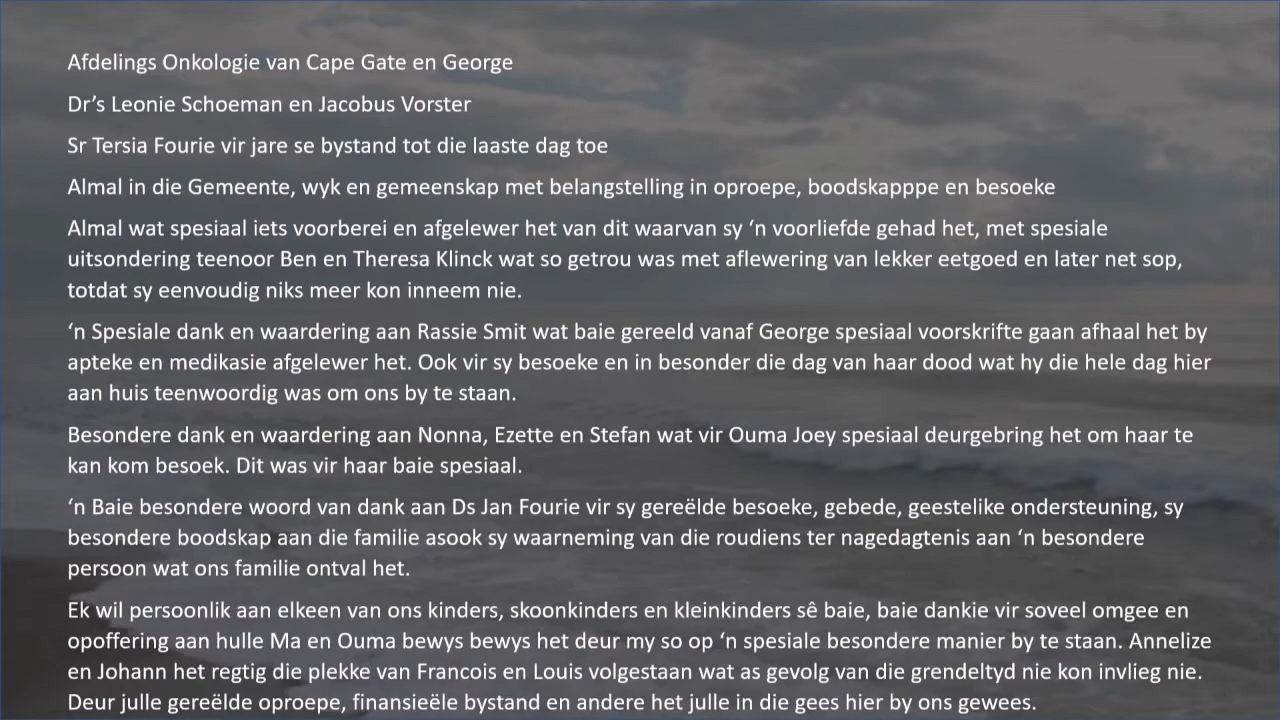 Afdelings Onkologie van Cape Gate en George
Dr’s Leonie Schoeman en Jacobus Vorster
Sr Tersia Fourie vir jare se bystand tot die laaste dag toe
Almal in die Gemeente, wyk en gemeenskap met belangstelling in oproepe, boodskapppe en besoeke
Almal wat spesiaal iets voorberei en afgelewer het van dit waarvan sy ‘n voorliefde gehad het, met spesiale
uitsondering teenoor Ben en Theresa Klinck wat so getrou was met aflewering van lekker eetgoed en later net sop,
totdat sy eenvoudig niks meer kon inneem nie.
‘n Spesiale dank en waardering aan Rassie Smit wat baie gereeld vanaf George spesiaal voorskrifte gaan afhaal het by
apteke en medikasie afgelewer het. Ook vir sy besoeke en in besonder die dag van haar dood wat hy die hele dag hier
aan huis teenwoordig was om ons by te staan.
Besondere dank en waardering aan Nonna, Ezette en Stefan wat vir Ouma Joey spesiaal deurgebring het om haar te
kan kom besoek. Dit was vir haar baie spesiaal.
‘n Baie besondere woord van dank aan Ds Jan Fourie vir sy gereëlde besoeke, gebede, geestelike ondersteuning, sy
besondere boodskap aan die familie asook sy waarneming van die roudiens ter nagedagtenis aan ‘n besondere
persoon wat ons familie ontval het.
Ek wil persoonlik aan elkeen van ons kinders, skoonkinders en kleinkinders sê baie, baie dankie vir soveel omgee en
opoffering aan hulle Ma en Ouma bewys bewys het deur my so op ‘n spesiale besondere manier by te staan. Annelize
en Johann het regtig die plekke van Francois en Louis volgestaan wat as gevolg van die grendeltyd nie kon invlieg nie.
Deur julle gereëlde oproepe, finansieële bystand en andere het julle in die gees hier by ons gewees.